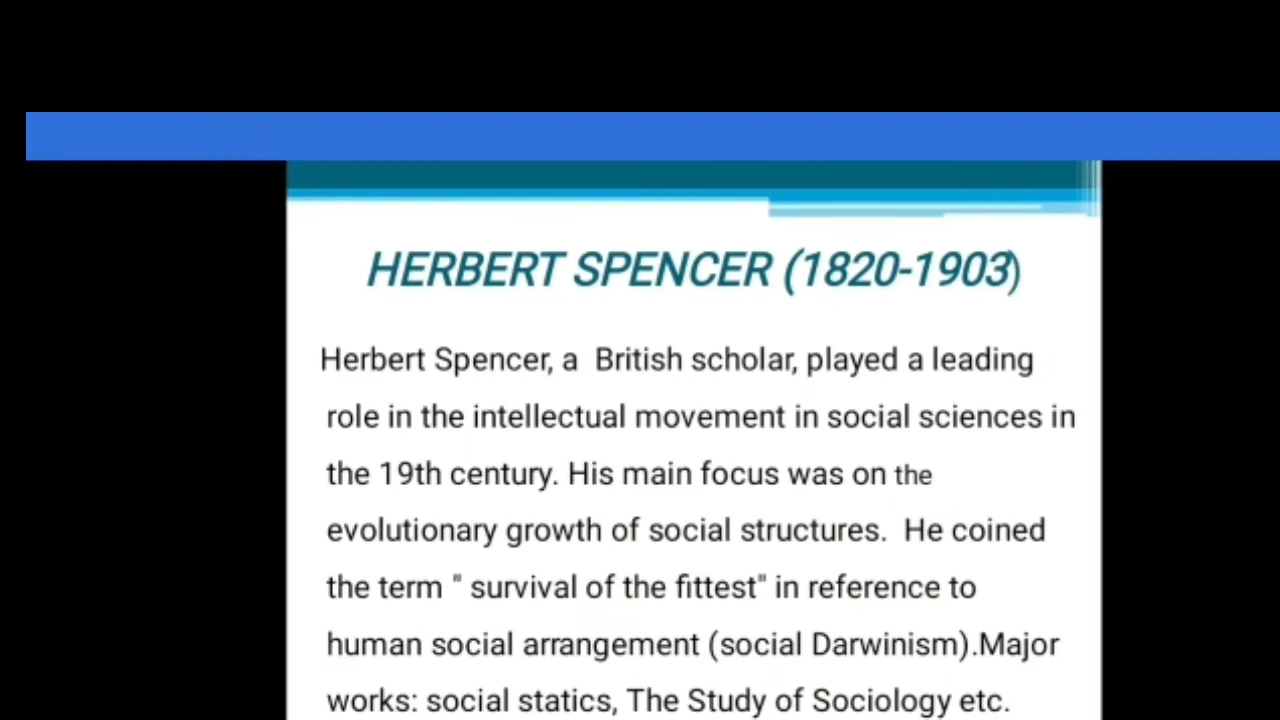 HERBERT SPENCER (1820-1903)
Herbert Spencer, a British scholar, played a leading
role in the intellectual movement in social sciences in
the 19th century. His main focus was on the
evolutionary growth of social structures. He coined
the term " survival of the fittest" in reference to
human social arrangement (social Darwinism).Major
works: social statics, The Study of Sociology etc.